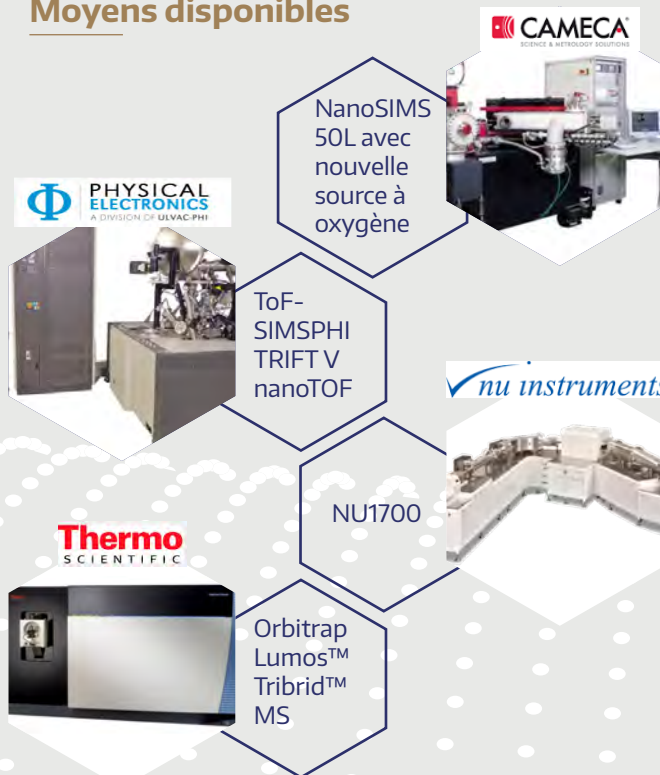 Moyens disponibles
CAMECA
SCIENCE & METROLOGY SOLUTIONS
NanoSIMS
50L avec
nouvelle
source à
oxygène
PHYSICAL
ELECTRONICS
A DIVISION OF ULVAC-PHI
ToF-
SIMSPHI
TRIFT V
nanoTOF
nu instruments
NU1700
Thermo
SCIENTIFIC
Orbitrap
Lumos™
Tribrid™
MS